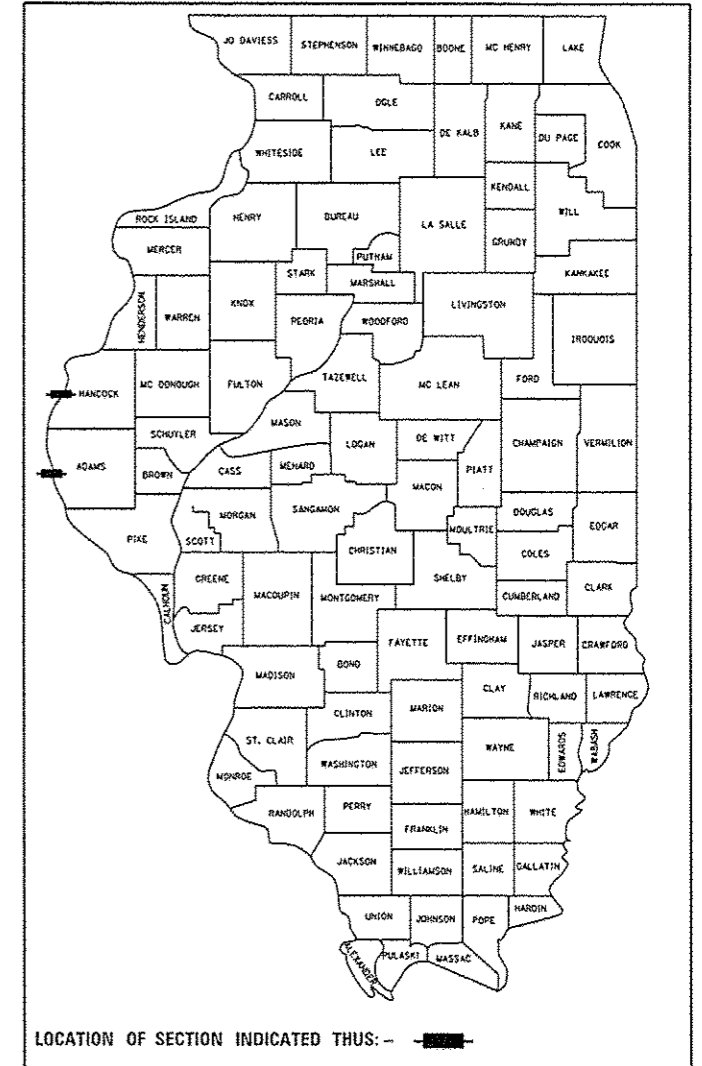 JO DAVIESS
STEPHENSON
WINNEBAGO
BOONE
MC HENRY
LAKE
CARROLL
OGLE
DE KALB
KANE
DU PAGE
COOK
WHITESIDE
LEE
KENDALL
WILL
ROCK ISLAND
HENRY
BUREAU
LA SALLE
GRUNDY
MERCER
PUTNAM
STARK
MARSHALL
KANKAKEE
HENDERSON
WARREN
KNOX
PEORIA
WOODFORD
LIVINGSTON
IROQUOIS
HANCOCK
MC DONOUGH
FULTON
TAZEWELL
MC LEAN
FORD
SCHUYLER
MASON
LOGAN
DE WITT
CHAMPAIGN
VERMILION
ADAMS
BROWN
CASS
MENARD
PIATT
MACON
MORGAN
SANGAMON
DOUGLAS
EDGAR
PIKE
SCOTT
CHRISTIAN
MOULTRIE
COLES
CALHOUN
GREENE
MACOUPIN
MONTGOMERY
SHELBY
CUMBERLAND
CLARK
JERSEY
FAYETTE
EFFINGHAM
JASPER
CRAWFORD
MADISON
BOND
CLAY
RICHLAND
LAWRENCE
CLINTON
MARION
ST. CLAIR
WAYNE
EDWARDS
WABASH
WASHINGTON
JEFFERSON
MONROE
RANDOLPH
PERRY
HAMILTON
WHITE
FRANKLIN
JACKSON
WILLIAMSON
SALINE
GALLATIN
UNION
JOHNSON
POPE
HARDIN
ALEXANDER
PULASKI
MASSAC
LOCATION OF SECTION INDICATED THUS: -